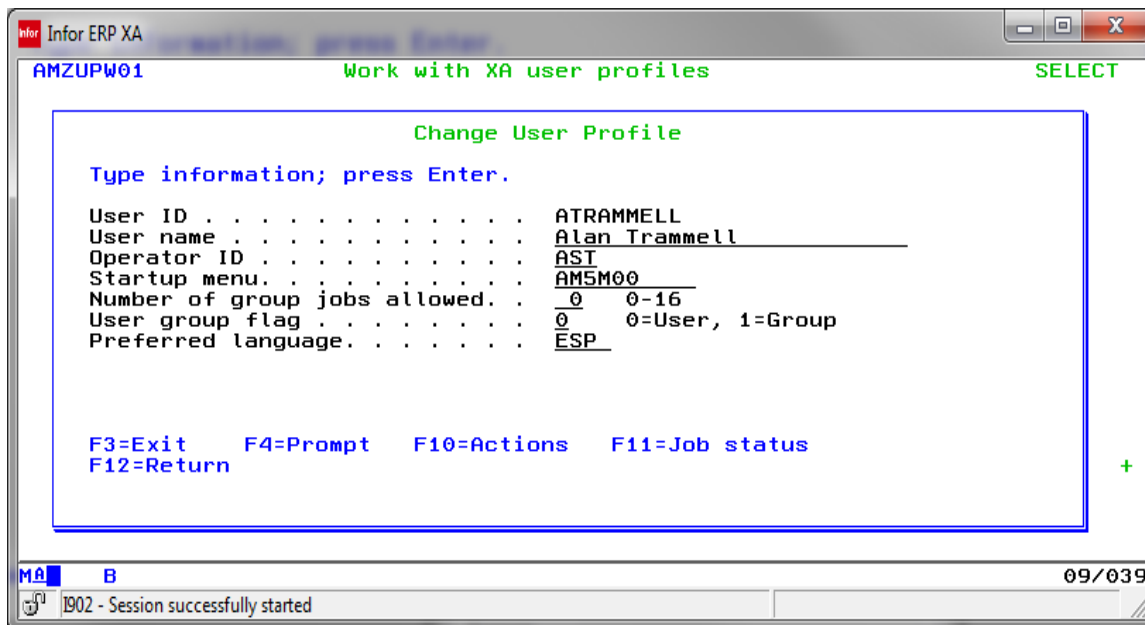 infor Infor ERP XA
AMZUPW01 Work with XA user profiles SELECT
Change User Profile
Type information; press Enter.
User ID . . . . . . . . . . . . ATRAMMELL
User name . . . . . . . . . . . Alan Trammell
Operator ID . . . . . . . . . . AST
Startup menu. . . . . . . . . . AM5M00
Number of group jobs allowed. . 0 0-16
User group flag . . . . . . . . 0 0=User, 1=Group
Preferred language. . . . . . . ESP
F3=Exit F4=Prompt F10=Actions F11=Job status
F12=Return
+
MA B 09/039
I902 - Session successfully started